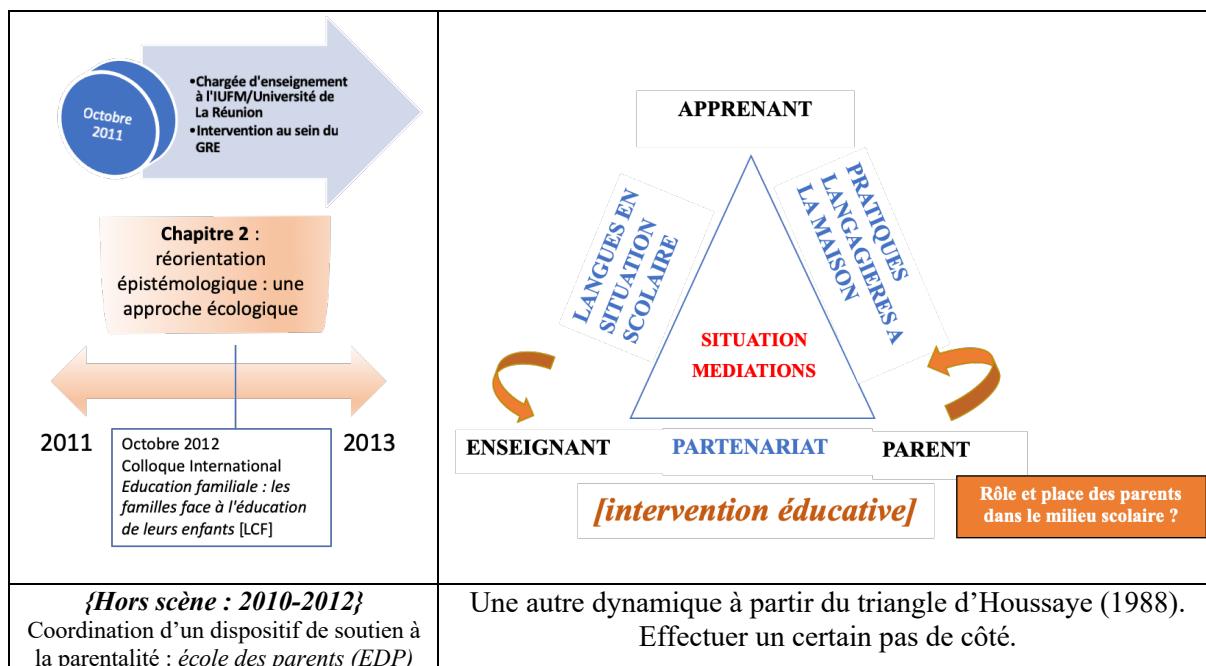 Octobre
2011
•Chargée d'enseignement
à l'IUFM/Université de
La Réunion
•Intervention au sein du
GRE
Chapitre 2 :
réorientation
épistémologique : une
approche écologique
2011
2013
Octobre 2012
Colloque International
Education familiale : les
familles face à l'éducation
de leurs enfants [LCF]
{Hors scène : 2010-2012}
Coordination d'un dispositif de soutien à
la parentalité : école des parents (EDP)
APPRENANT
LANGUES EN
SITUATION
SCOLAIRE
PRATIQUES
LANGAGIERES A
LA MAISON
SITUATION
MEDIATIONS
ENSEIGNANT
PARTENARIAT
PARENT
[intervention éducative]
Rôle et place des parents
dans le milieu scolaire ?
Une autre dynamique à partir du triangle d'Houssaye (1988).
Effectuer un certain pas de côté.